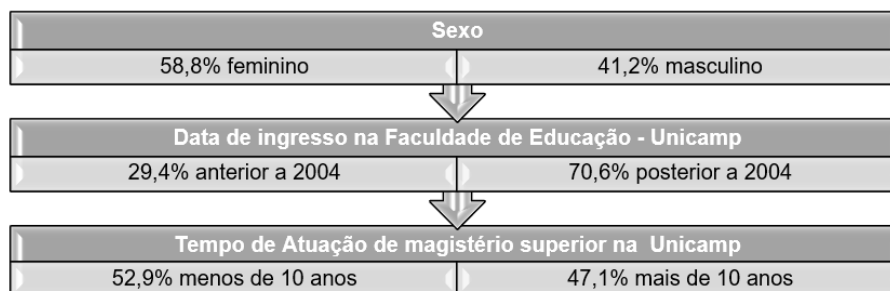 Sexo
58,8% feminino 41,2% masculino
Data de ingresso na Faculdade de Educação - Unicamp
29,4% anterior a 2004 70,6% posterior a 2004
Tempo de Atuação de magistério superior na Unicamp
52,9% menos de 10 anos 47,1% mais de 10 anos